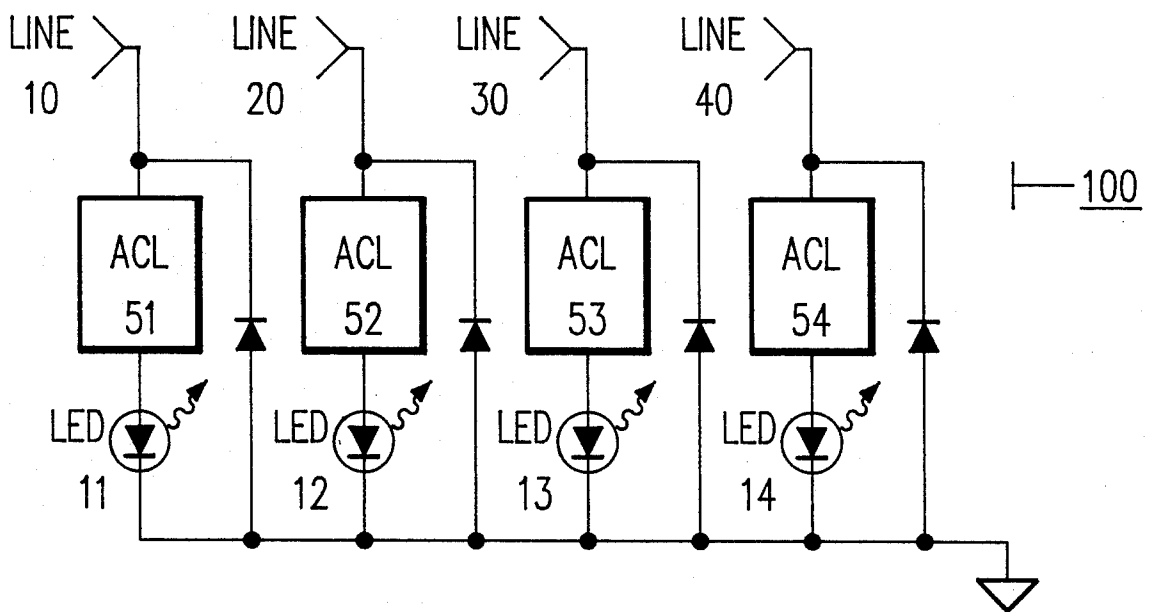 LINE LINE LINE LINE
10 20 30 40
100
ACL ACL ACL ACL
51 52 53 54
LED LED LED LED
11 12 13 14